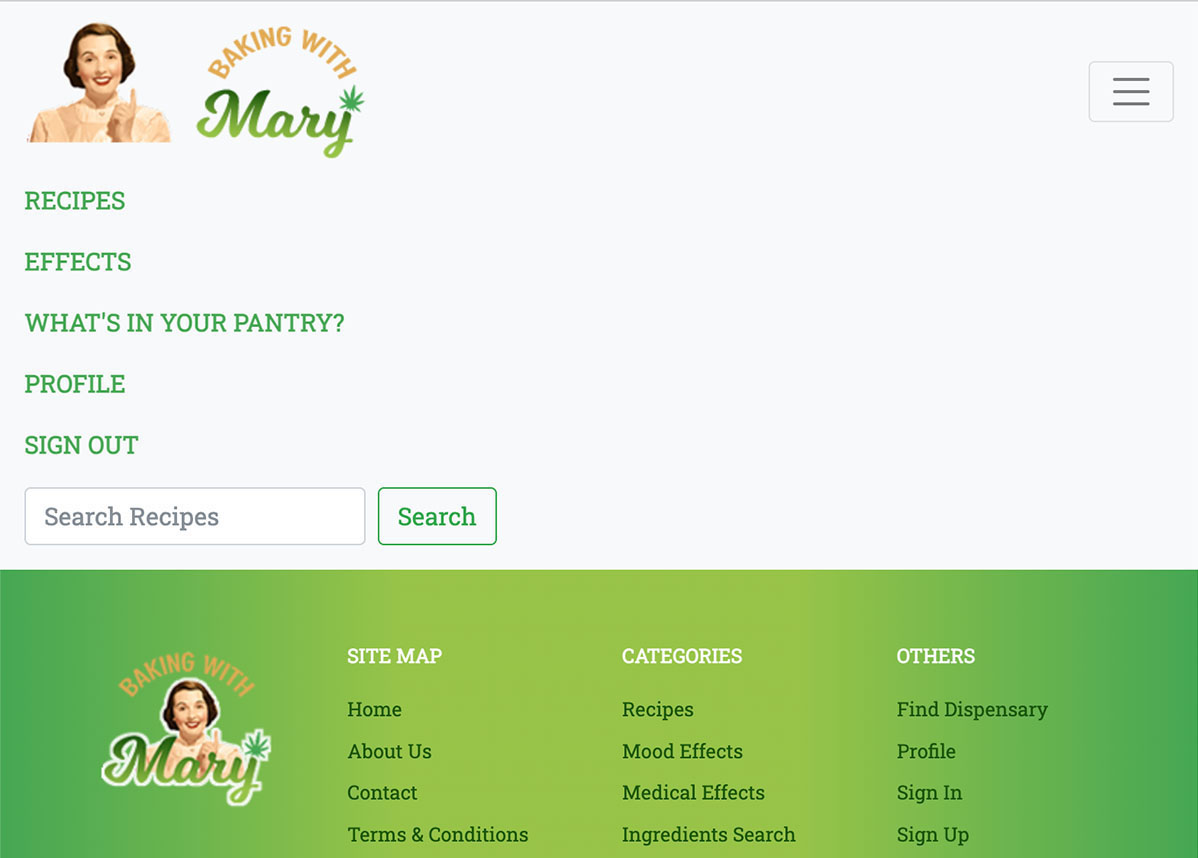 BAKING WITH
Mary
RECIPES
EFFECTS
WHAT'S IN YOUR PANTRY?
PROFILE
SIGN OUT
Search Recipes Search
BAKING WITH
Mary
SITE MAP
Home
About Us
Contact
Terms & Conditions
CATEGORIES
Recipes
Mood Effects
Medical Effects
Ingredients Search
OTHERS
Find Dispensary
Profile
Sign In
Sign Up